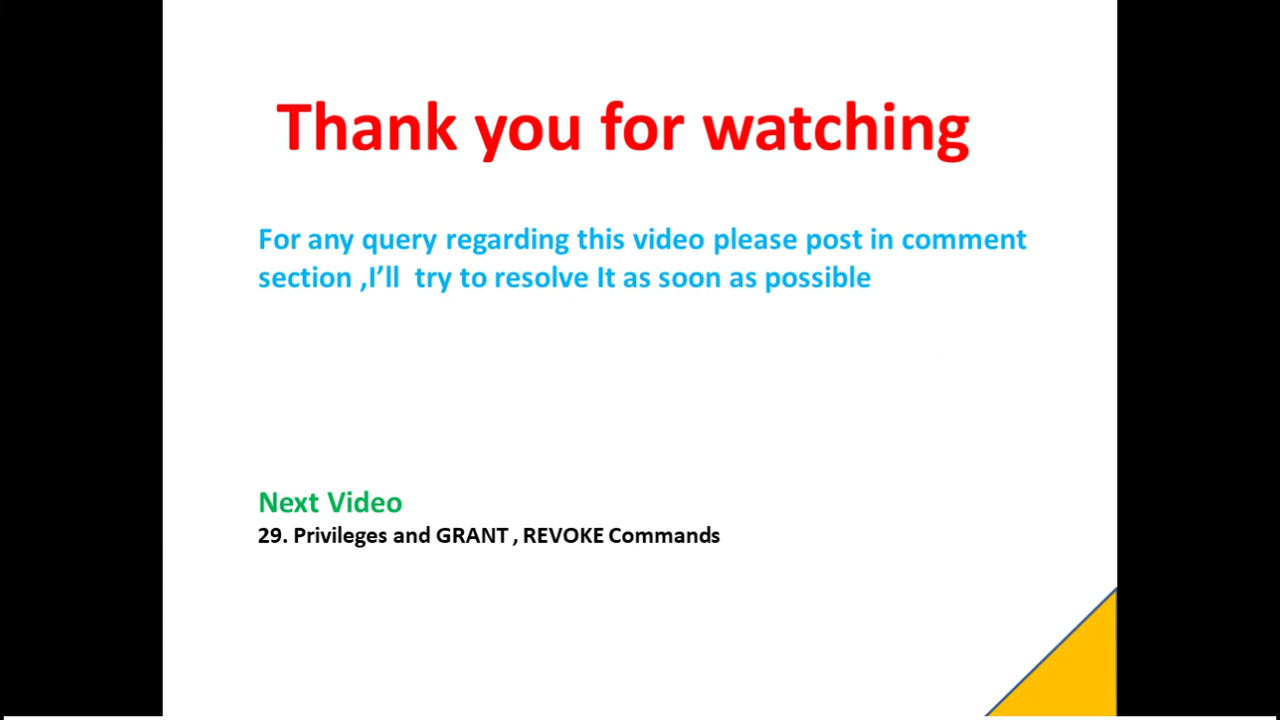 Thank you for watching
For any query regarding this video please post in comment
section ,I’ll  try to resolve It as soon as possible
Next Video
29. Privileges and GRANT , REVOKE Commands